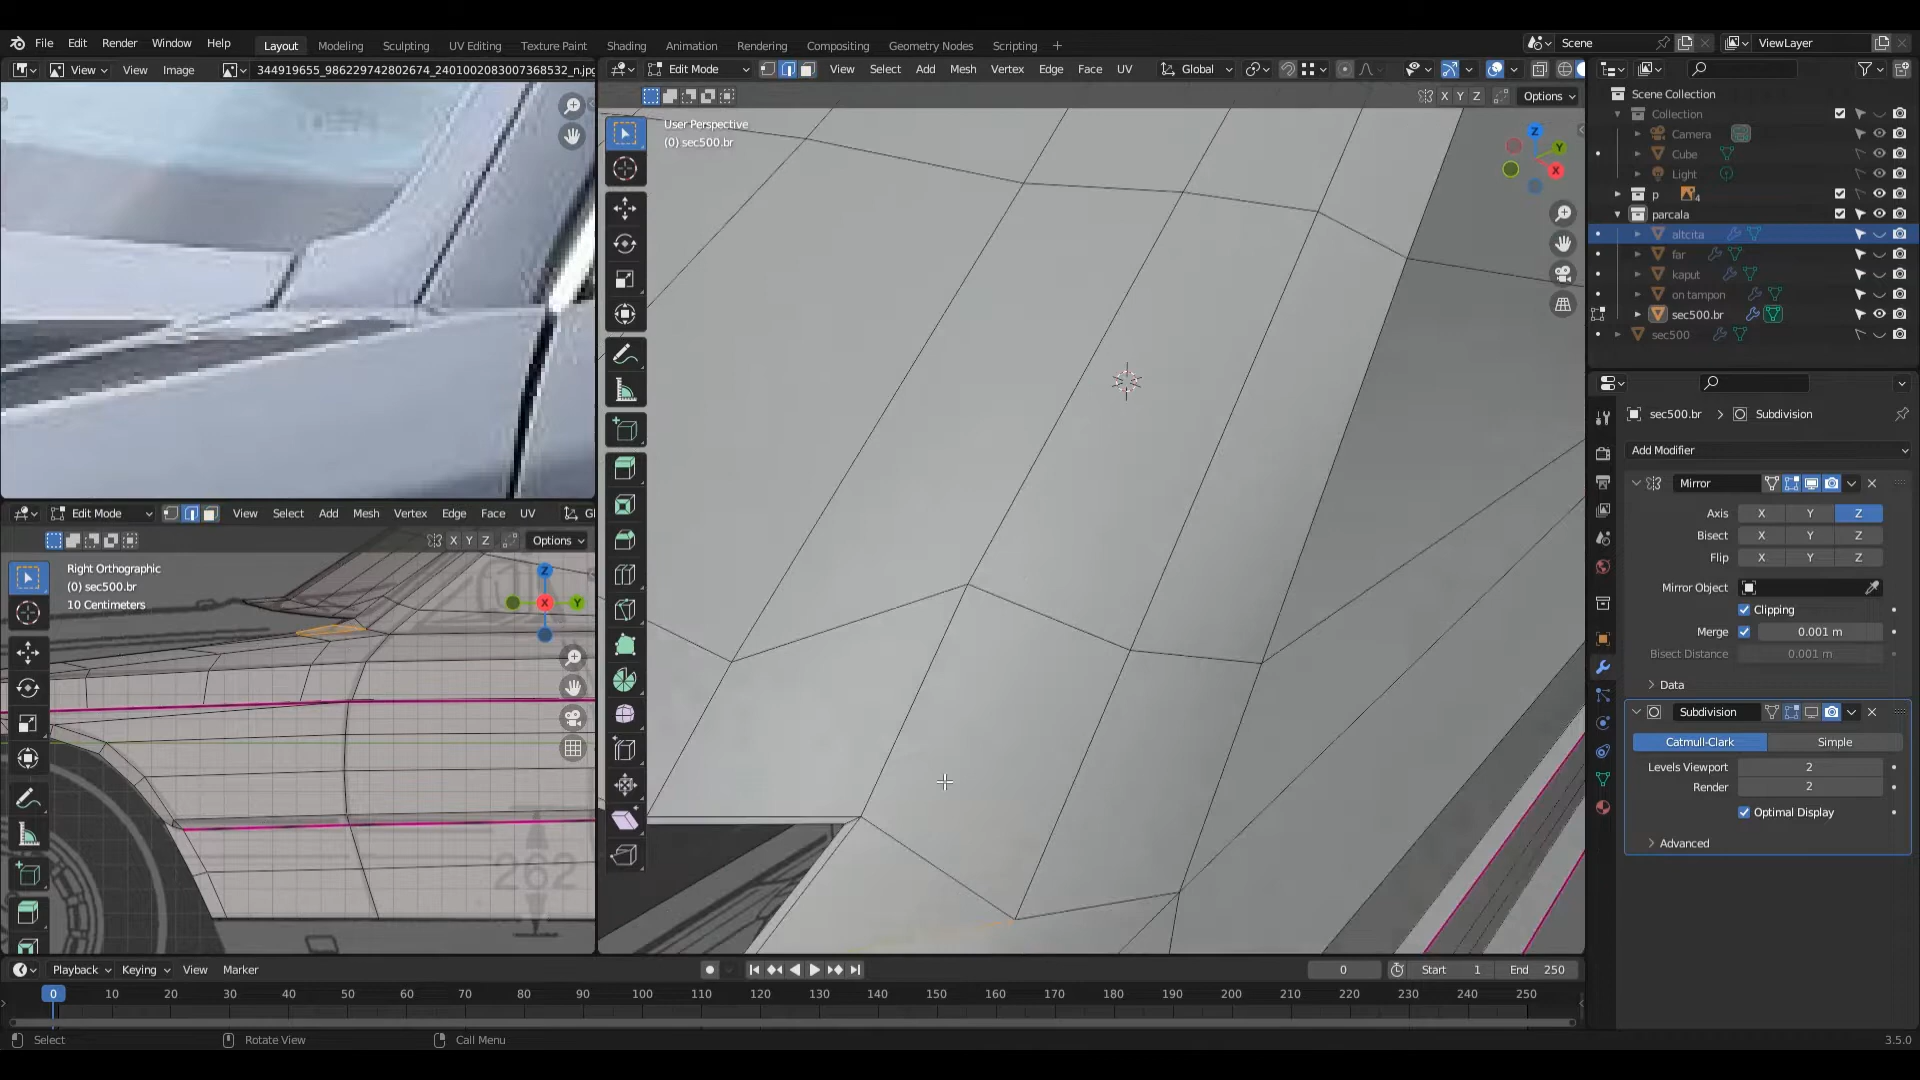 File Edit Render Window Help Layout Modeling Sculpting UV Editing Texture Paint Shading Animation Rendering Compositing Geometry Nodes Scripting + Scene ViewLayer
View View Image 344919655_986229742802674_2401002083007368532_n.jpg Edit Mode View Select Add Mesh Vertex Edge Face UV Global
X Y Z Options
User Perspective
(0) sec500.br
Z
Y
X
Scene Collection
Collection
Camera
Cube
Light
p 4
parcala
altcıta
far
kaput
on tampon
sec500.br
sec500
sec500.br > Subdivision
Add Modifier
Mirror
Axis X Y Z
Bisect X Y Z
Flip X Y Z
Mirror Object
Clipping
Merge 0.001 m
Bisect Distance 0.001 m
Data
Subdivision
Catmull-Clark Simple
Levels Viewport 2
Render 2
Optimal Display
Advanced
Edit Mode View Select Add Mesh Vertex Edge Face UV Gl
X Y Z Options
Right Orthographic
(0) sec500.br
10 Centimeters
Z
X
Y
262
Playback Keying View Marker 0 Start 1 End 250
0 10 20 30 40 50 60 70 80 90 100 110 120 130 140 150 160 170 180 190 200 210 220 230 240 250
Select Rotate View Call Menu 3.5.0